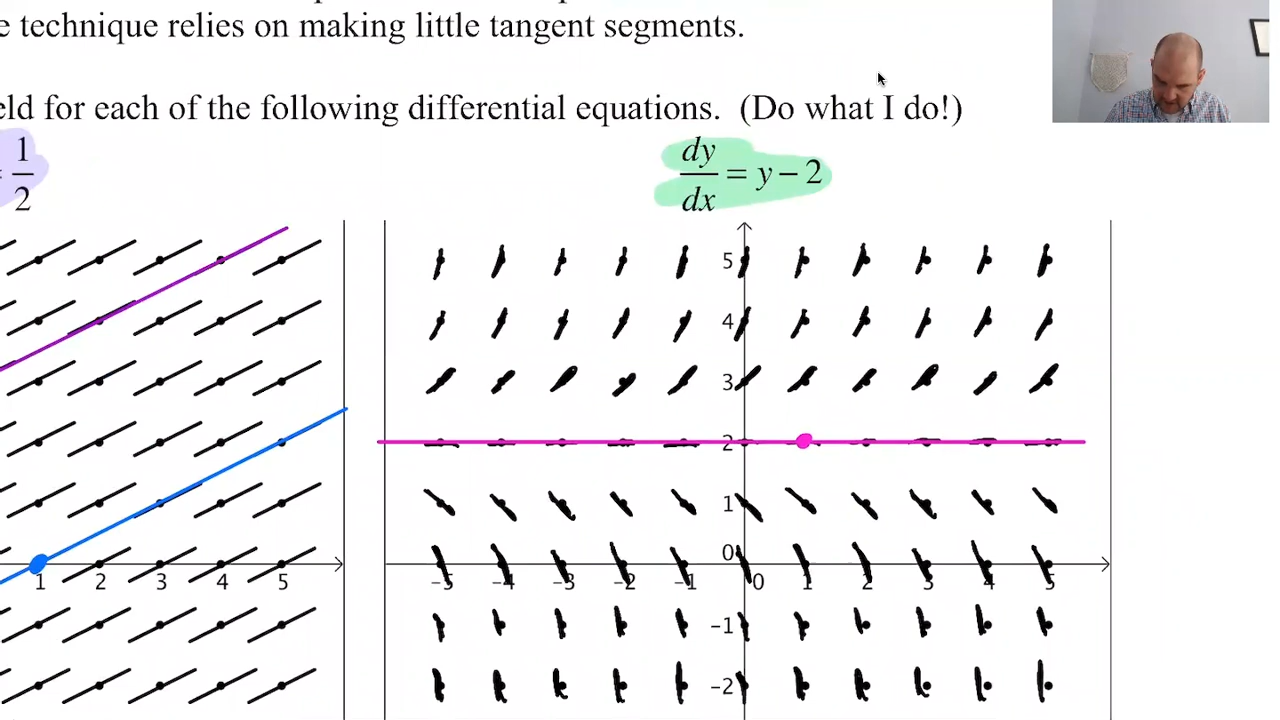 e technique relies on making little tangent segments.
eld for each of the following differential equations. (Do what I do!)
= 1/2
dy/dx = y − 2
5
4
3
2
1
0
-1
-2
1 2 3 4 5
-5 -4 -3 -2 -1 0 1 2 3 4 5